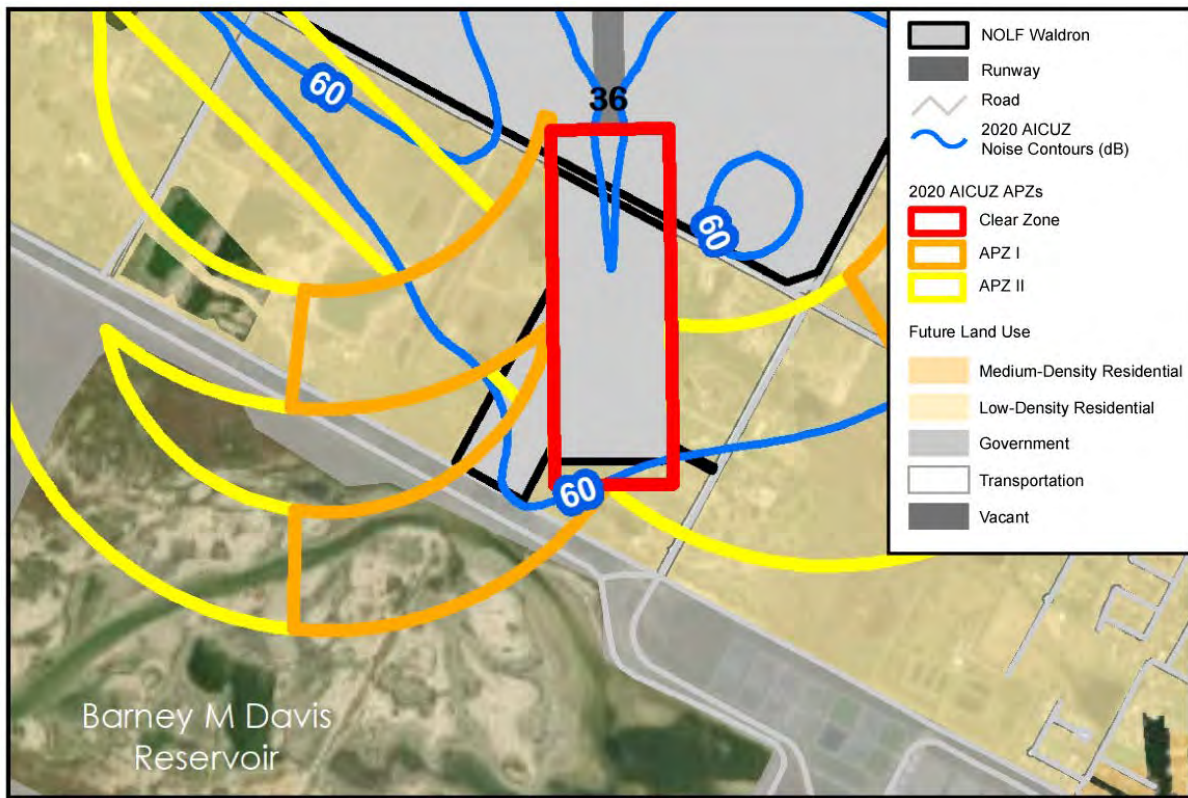 60
36
60
60
Barney M Davis
Reservoir
NOLF Waldron
Runway
Road
2020 AICUZ
Noise Contours (dB)
2020 AICUZ APZs
Clear Zone
APZ I
APZ II
Future Land Use
Medium-Density Residential
Low-Density Residential
Government
Transportation
Vacant